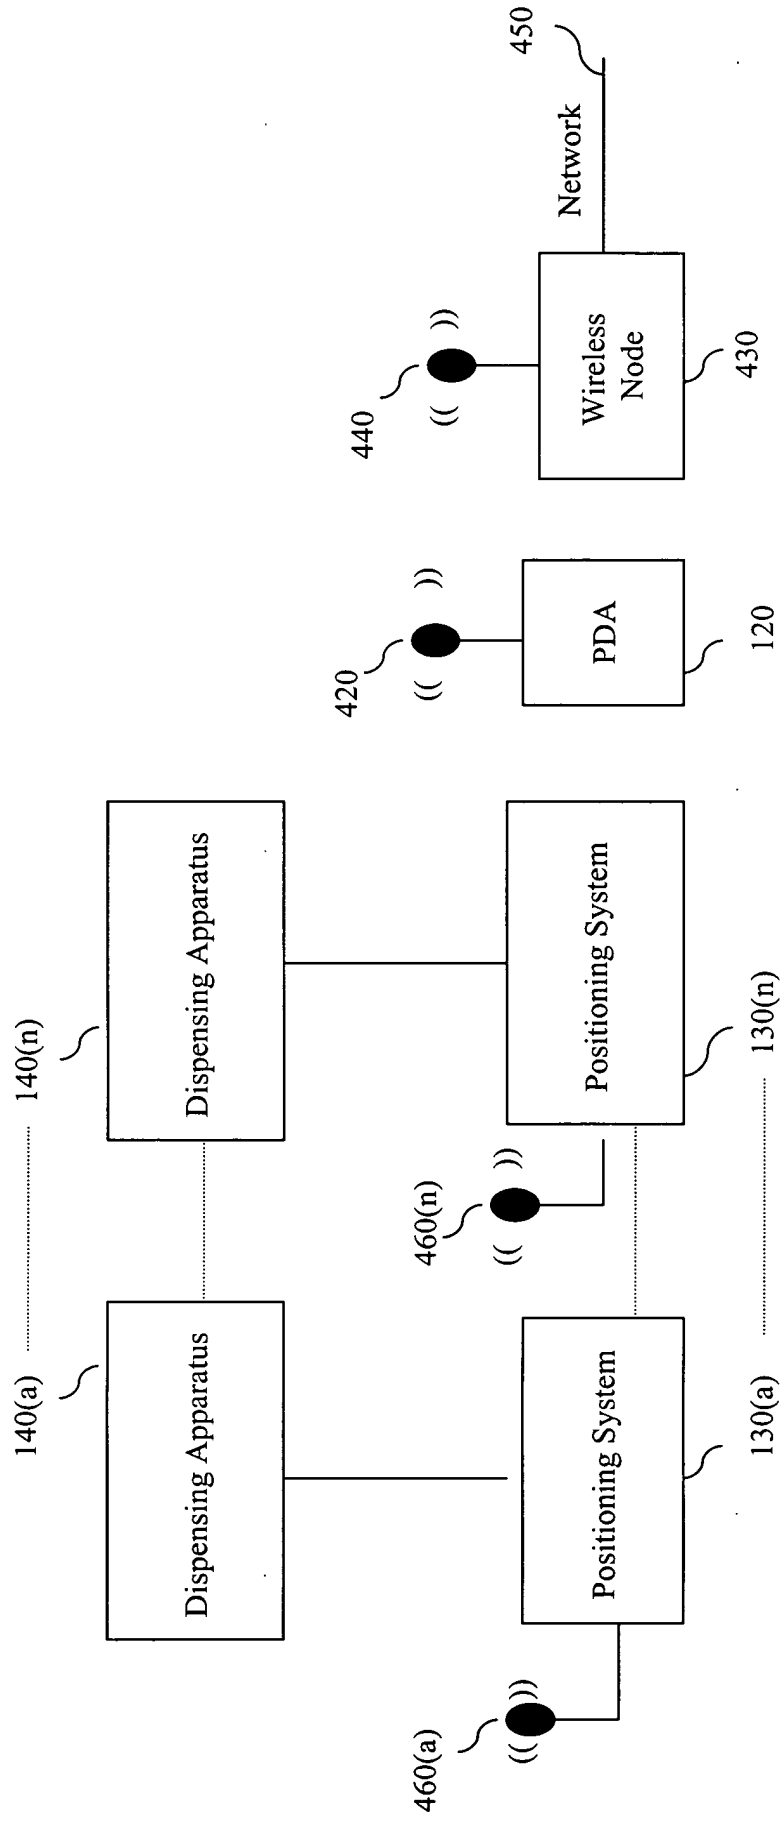 140(a)
140(n)
Dispensing Apparatus
Dispensing Apparatus
440
420
450
Network
460(a)
460(n)
Positioning System
Positioning System
PDA
Wireless
Node
130(a)
130(n)
120
430